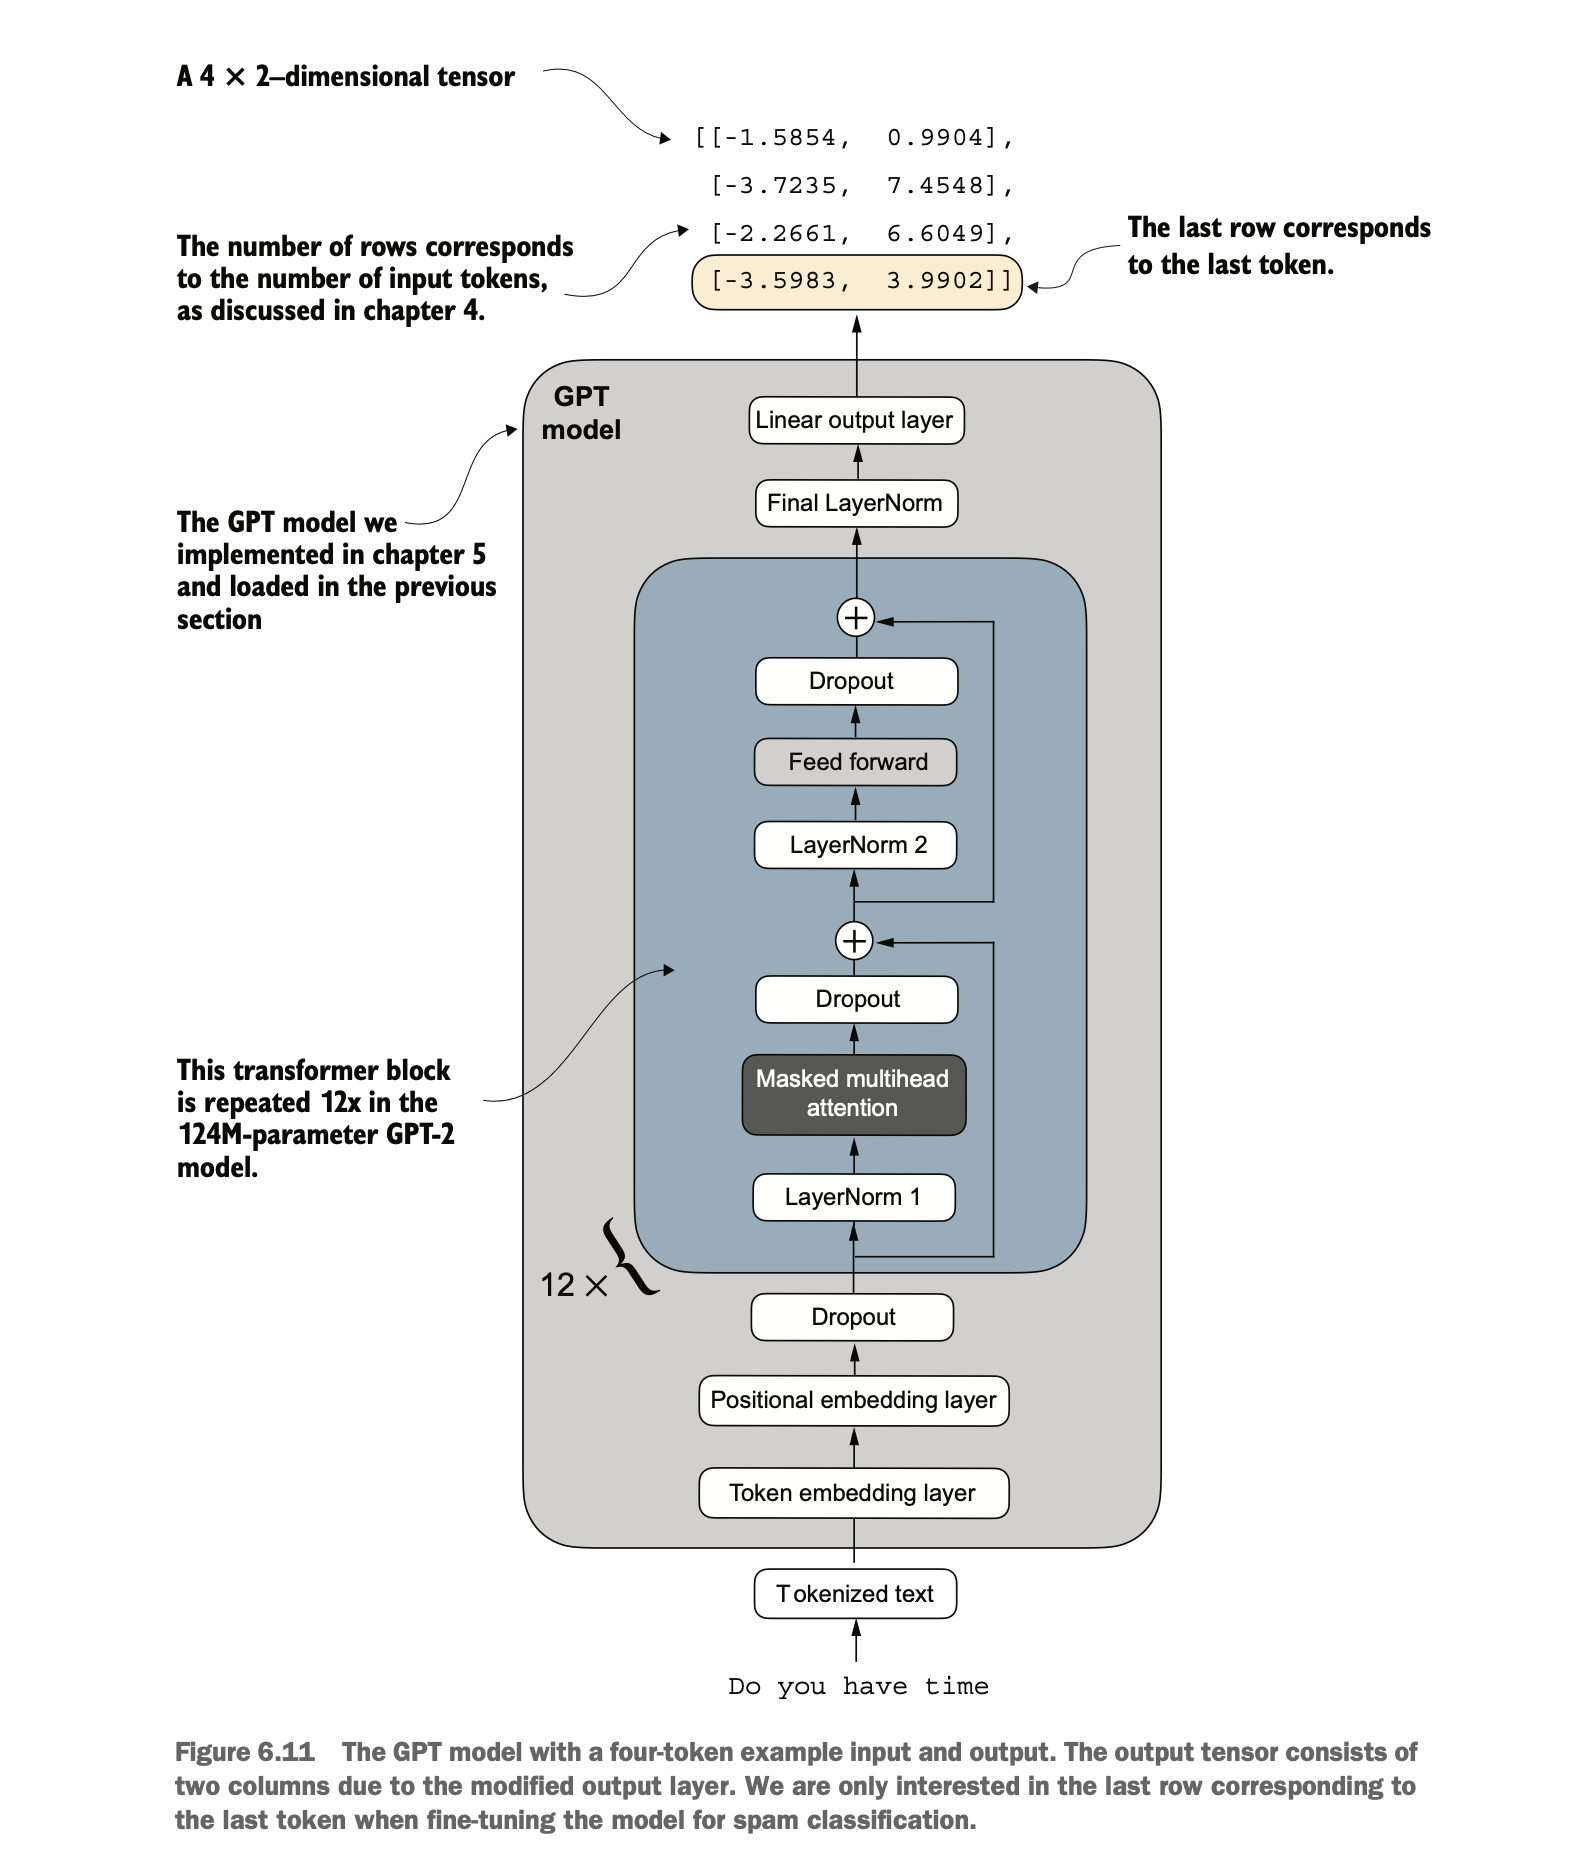 A 4 × 2–dimensional tensor
[[-1.5854,  0.9904],
[-3.7235,  7.4548],
[-2.2661,  6.6049],
[-3.5983,  3.9902]]
The number of rows corresponds
to the number of input tokens,
as discussed in chapter 4.
The last row corresponds
to the last token.
GPT
model
Linear output layer
Final LayerNorm
The GPT model we
implemented in chapter 5
and loaded in the previous
section
+
Dropout
Feed forward
LayerNorm 2
+
Dropout
Masked multihead
attention
LayerNorm 1
This transformer block
is repeated 12x in the
124M-parameter GPT-2
model.
12 ×
{
Dropout
Positional embedding layer
Token embedding layer
Tokenized text
Do you have time
Figure 6.11 The GPT model with a four-token example input and output. The output tensor consists of
two columns due to the modified output layer. We are only interested in the last row corresponding to
the last token when fine-tuning the model for spam classification.